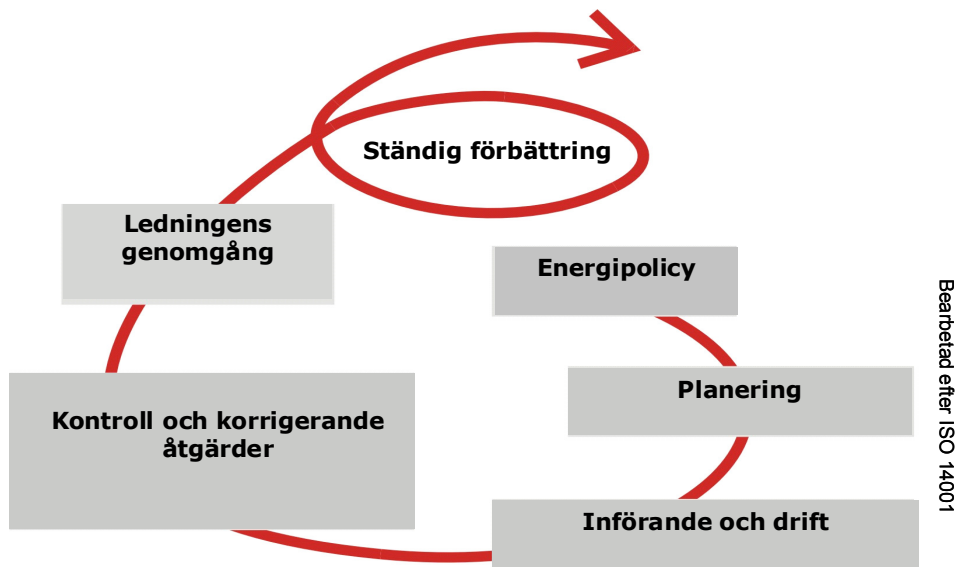 Ständig förbättring
Ledningens
genomgång
Energipolicy
Planering
Kontroll och korrigerande
åtgärder
Införande och drift
Bearbetad efter ISO 14001